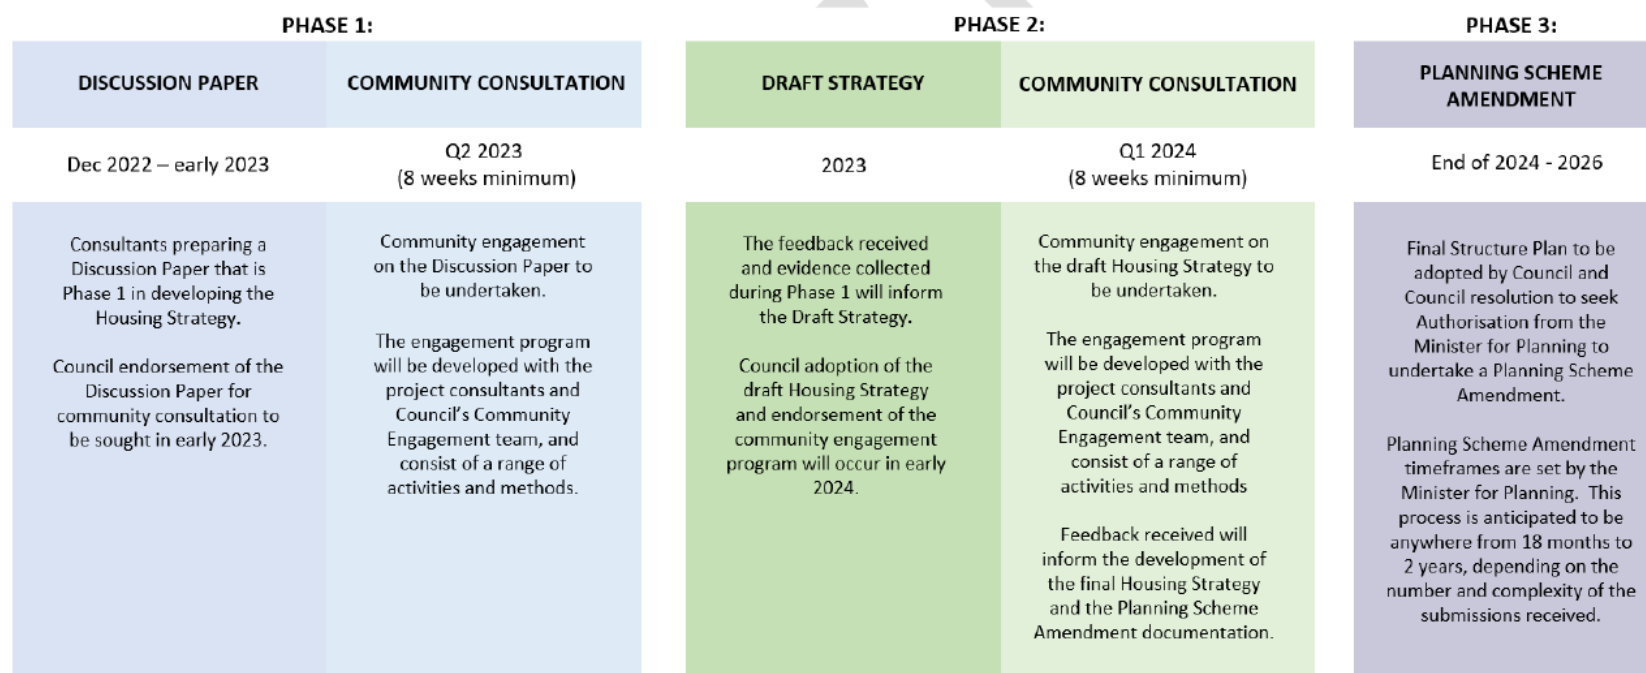 PHASE 1:
DISCUSSION PAPER
Dec 2022 – early 2023
Consultants preparing a
Discussion Paper that is
Phase 1 in developing the
Housing Strategy.
Council endorsement of the
Discussion Paper for
community consultation to
be sought in early 2023.
COMMUNITY CONSULTATION
Q2 2023
(8 weeks minimum)
Community engagement
on the Discussion Paper to
be undertaken.
The engagement program
will be developed with the
project consultants and
Council's Community
Engagement team, and
consist of a range of
activities and methods.
PHASE 2:
DRAFT STRATEGY
2023
The feedback received
and evidence collected
during Phase 1 will inform
the Draft Strategy.
Council adoption of the
draft Housing Strategy
and endorsement of the
community engagement
program will occur in early
2024.
COMMUNITY CONSULTATION
Q1 2024
(8 weeks minimum)
Community engagement on
the draft Housing Strategy to
be undertaken.
The engagement program
will be developed with the
project consultants and
Council's Community
Engagement team, and
consist of a range of
activities and methods
Feedback received will
inform the development of
the final Housing Strategy
and the Planning Scheme
Amendment documentation.
PHASE 3:
PLANNING SCHEME
AMENDMENT
End of 2024 - 2026
Final Structure Plan to be
adopted by Council and
Council resolution to seek
Authorisation from the
Minister for Planning to
undertake a Planning Scheme
Amendment.
Planning Scheme Amendment
timeframes are set by the
Minister for Planning. This
process is anticipated to be
anywhere from 18 months to
2 years, depending on the
number and complexity of the
submissions received.